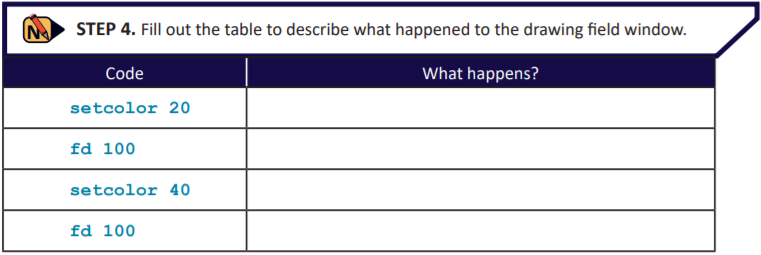 N
STEP 4. Fill out the table to describe what happened to the drawing field window.
Code What happens?
setcolor 20
fd 100
setcolor 40
fd 100